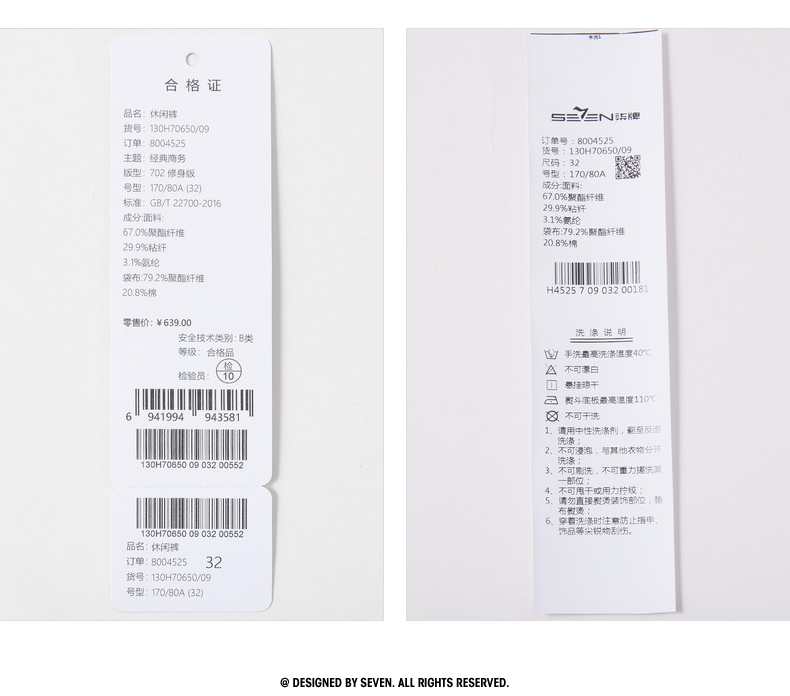 合格证
品名：休闲裤
货号：130H70650/09
订单：8004525
主题：经典商务
版型：702 修身版
号型：170/80A (32)
标准：GB/T 22700-2016
成分:面料:
67.0%聚酯纤维
29.9%粘纤
3.1%氨纶
袋布:79.2%聚酯纤维
20.8%棉
零售价：￥639.00
安全技术类别：B类
等级：合格品
检验员：
检
10
6 941994 943581
130H70650 09 032 00552
130H70650 09 032 00552
品名：休闲裤
订单：8004525 32
货号：130H70650/09
号型：170/80A (32)
水洗1
SEVEN 柒牌
订单号：8004525
货号：130H70650/09
尺码：32
号型：170/80A
成分:面料:
67.0%聚酯纤维
29.9%粘纤
3.1%氨纶
袋布:79.2%聚酯纤维
20.8%棉
H4525 7 09 032 00181
洗涤说明
手洗最高洗涤温度40℃
不可漂白
悬挂晾干
熨斗底板最高温度110℃
不可干洗
1、请用中性洗涤剂，翻至反面
洗涤；
2、不可浸泡，与其他衣物分开
洗涤；
3、不可刷洗，不可重力搓洗某
一部位；
4、不可甩干或用力拧绞；
5、请勿直接熨烫装饰部位，垫
布熨烫；
6、穿着洗涤时注意防止指甲、
饰品等尖锐物刮伤。
@ DESIGNED BY SEVEN. ALL RIGHTS RESERVED.